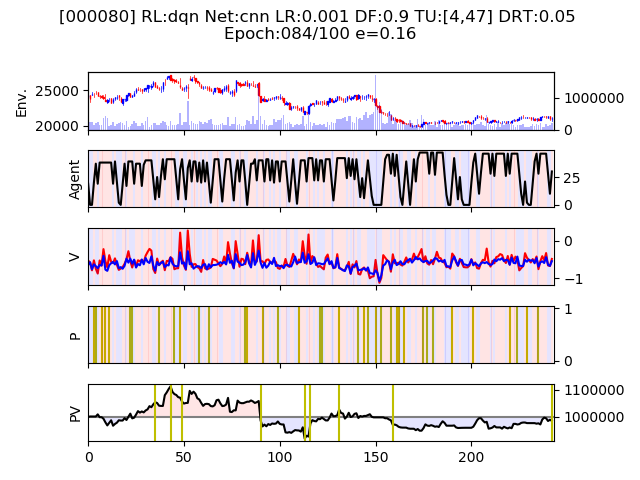 [000080] RL:dqn Net:cnn LR:0.001 DF:0.9 TU:[4,47] DRT:0.05
Epoch:084/100 e=0.16
Env.
25000
20000
1000000
0
Agent
25
0
V
0
−1
P
1
0
PV
1100000
1000000
0
50
100
150
200